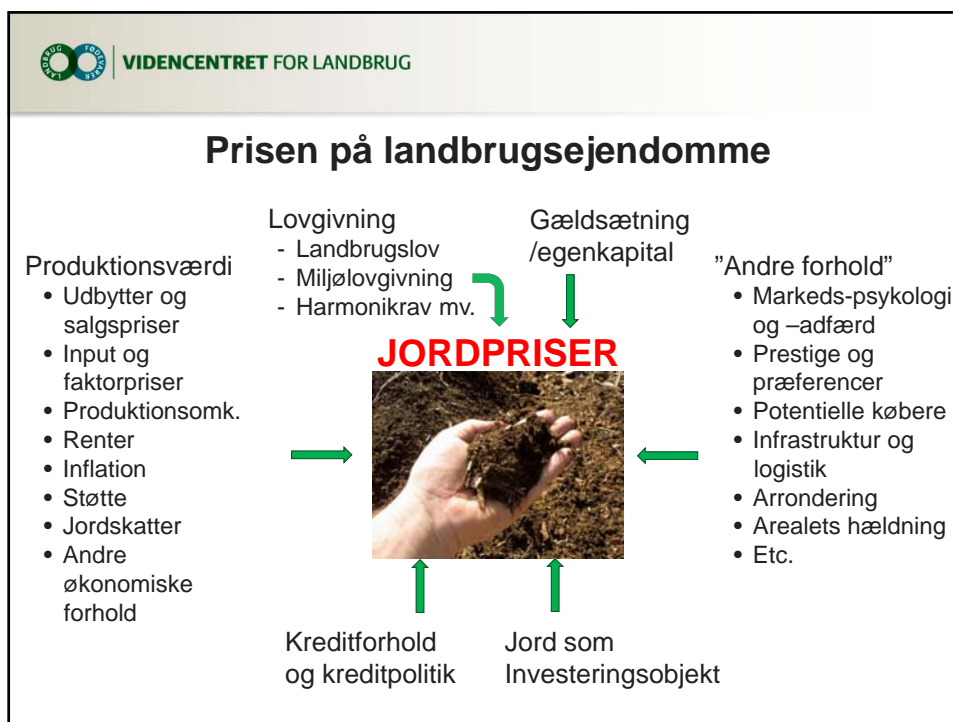 LANDBRUG FØDEVARER
VIDENCENTRET FOR LANDBRUG
Prisen på landbrugsejendomme
Produktionsværdi
• Udbytter og
salgspriser
• Input og
faktorpriser
• Produktionsomk.
• Renter
• Inflation
• Støtte
• Jordskatter
• Andre
økonomiske
forhold
Lovgivning
- Landbrugslov
- Miljølovgivning
- Harmonikrav mv.
Gældsætning
/egenkapital
JORDPRISER
”Andre forhold”
• Markeds-psykologi
og –adfærd
• Prestige og
præferencer
• Potentielle købere
• Infrastruktur og
logistik
• Arrondering
• Arealets hældning
• Etc.
Kreditforhold
og kreditpolitik
Jord som
Investeringsobjekt